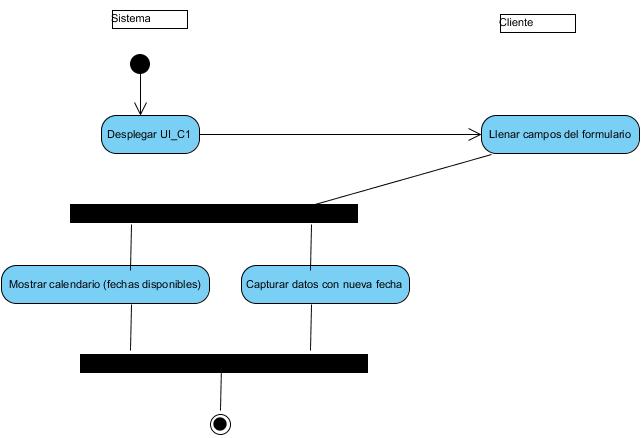 Sistema
Cliente
Desplegar UI_C1
Llenar campos del formulario
Mostrar calendario (fechas disponibles)
Capturar datos con nueva fecha